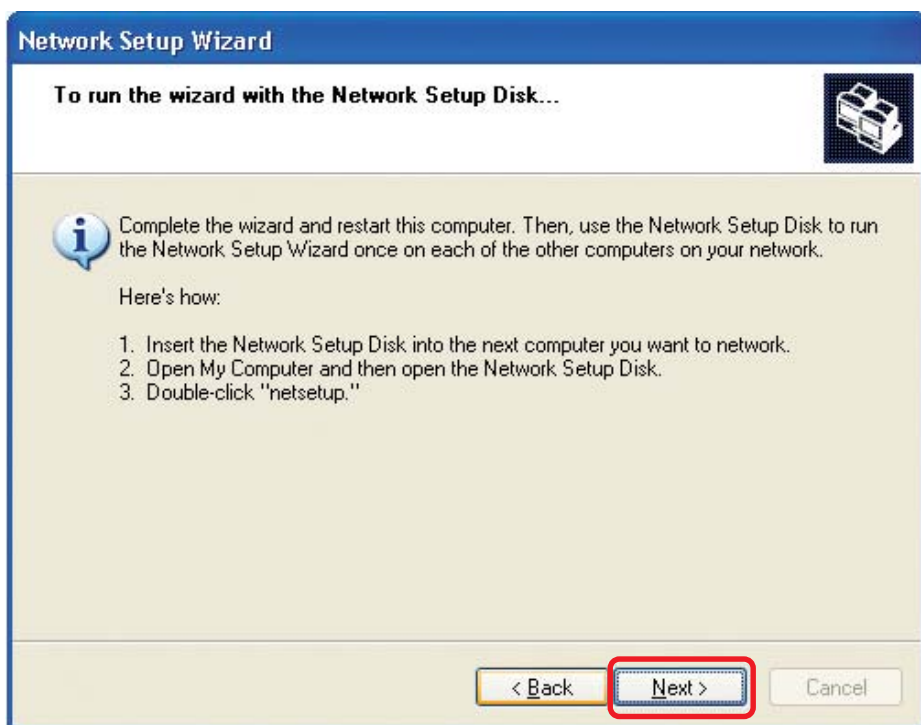 Network Setup Wizard
To run the wizard with the Network Setup Disk...
Complete the wizard and restart this computer. Then, use the Network Setup Disk to run
the Network Setup Wizard once on each of the other computers on your network.
Here's how:
1. Insert the Network Setup Disk into the next computer you want to network.
2. Open My Computer and then open the Network Setup Disk.
3. Double-click "netsetup."
< Back
Next >
Cancel